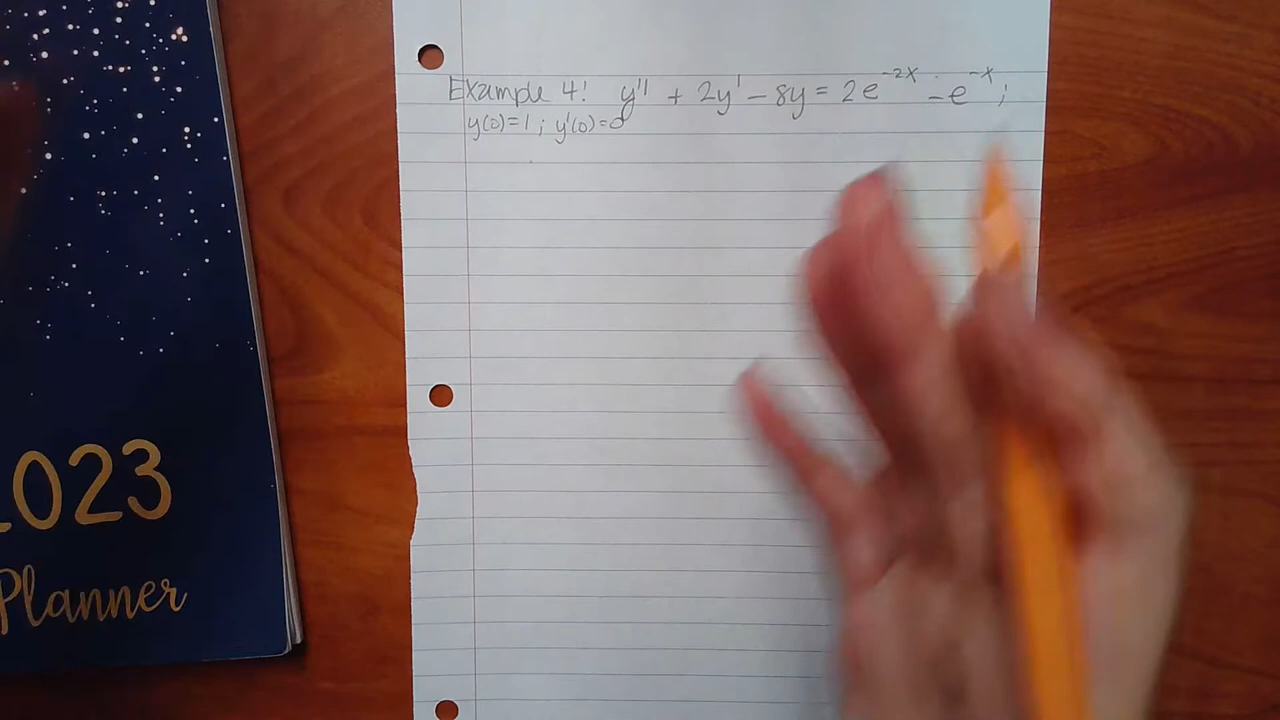 Example 4: y'' + 2y' - 8y = 2e^{-2x} - e^{-x};
y(0)=1; y'(0)=0
2023
Planner